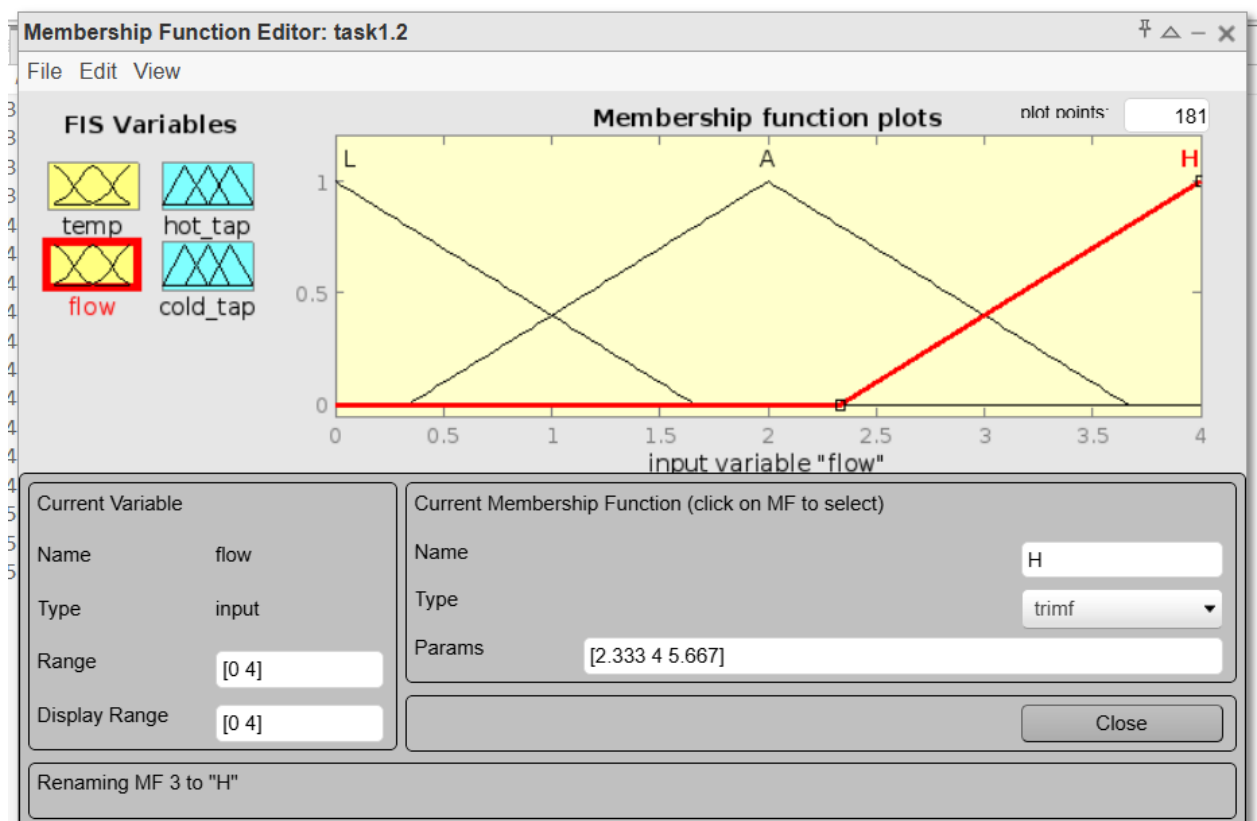 Membership Function Editor: task1.2
File Edit View
FIS Variables
temp hot_tap
flow cold_tap
Membership function plots
plot points: 181
L A H
1
0.5
0
0 0.5 1 1.5 2 2.5 3 3.5 4
input variable "flow"
Current Variable
Name flow
Type input
Range [0 4]
Display Range [0 4]
Current Membership Function (click on MF to select)
Name H
Type trimf
Params [2.333 4 5.667]
Close
Renaming MF 3 to "H"